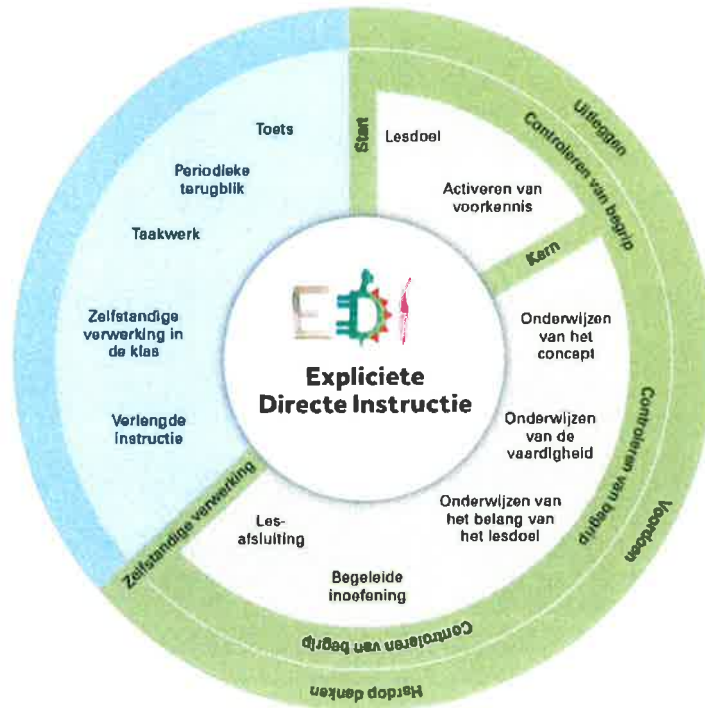 EDI
Expliciete
Directe Instructie
Start
Lesdoel
Activeren van
voorkennis
Kern
Onderwijzen
van het
concept
Onderwijzen
van de
vaardigheid
Onderwijzen van
het belang van
het lesdoel
Begeleide
inoefening
Les-
afsluiting
Zelfstandige verwerking
Verlengde
instructie
Zelfstandige
verwerking in
de klas
Taakwerk
Periodieke
terugblik
Toets
Controleren van begrip
Controleren van begrip
Controleren van begrip
Uitleggen
Voordoen
Hardop denken